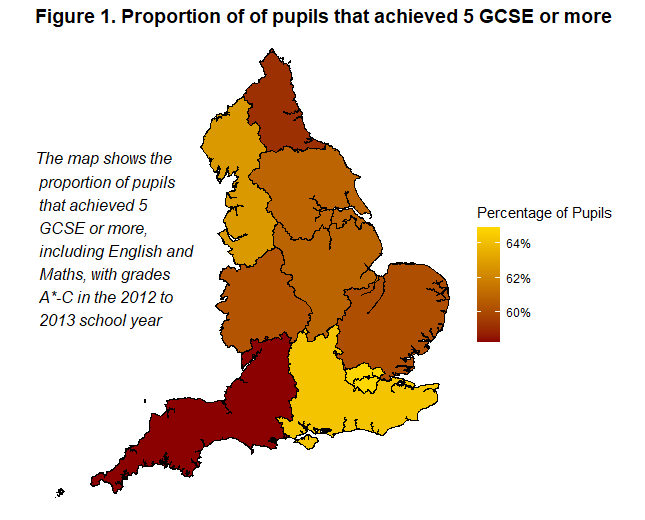 Figure 1. Proportion of of pupils that achieved 5 GCSE or more
The map shows the
proportion of pupils
that achieved 5
GCSE or more,
including English and
Maths, with grades
A*-C in the 2012 to
2013 school year
Percentage of Pupils
64%
62%
60%